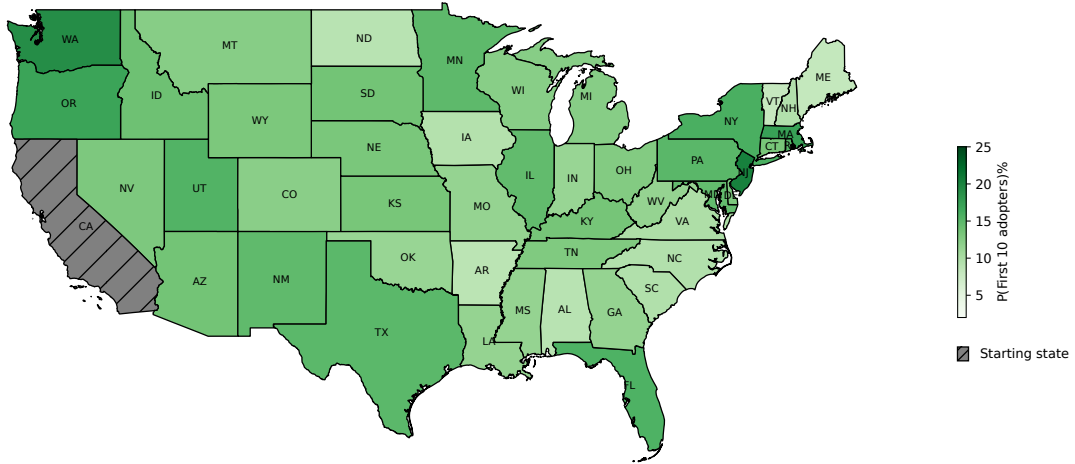 WA
MT
ND
MN
OR
ID
WY
SD
WI
MI
NY
VT
NH
ME
MA
CT
RI
NV
UT
CO
NE
IA
IL
IN
OH
PA
NJ
CA
KS
MO
KY
WV
VA
MD
DE
AZ
NM
OK
AR
TN
NC
SC
TX
LA
MS
AL
GA
FL
25
20
15
10
5
P(First 10 adopters)%
Starting state